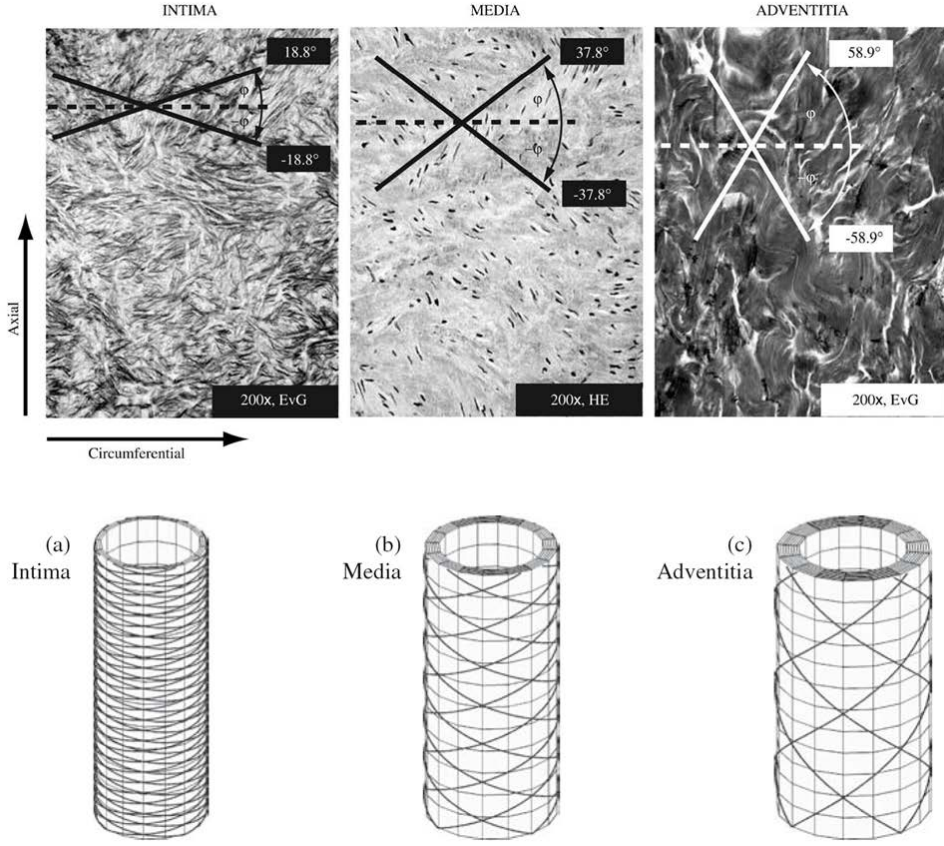 INTIMA
MEDIA
ADVENTITIA
18.8°
φ
φ
-18.8°
37.8°
φ
-φ
-37.8°
58.9°
φ
-φ
-58.9°
Axial
200x, EvG
200x, HE
200x, EvG
Circumferential
(a)
Intima
(b)
Media
(c)
Adventitia